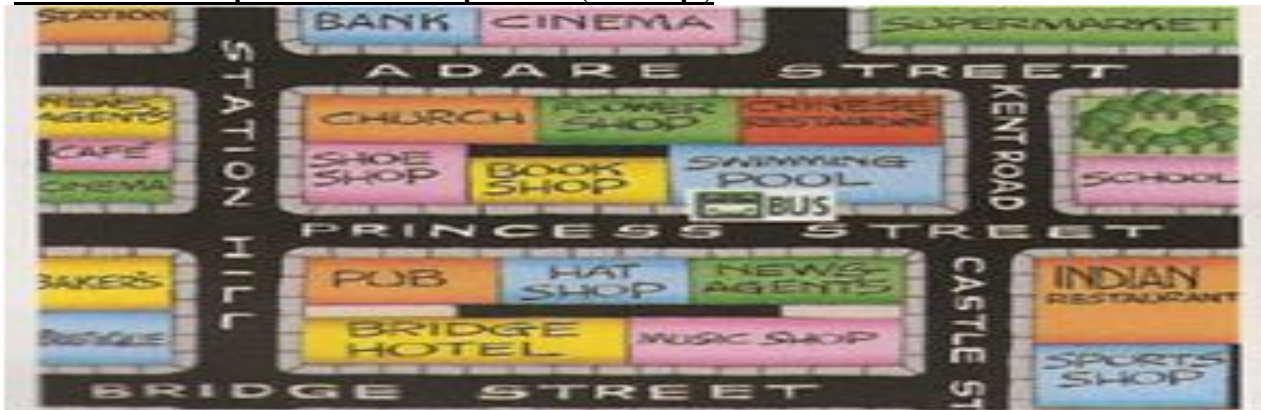 STATION
BANK
CINEMA
SUPERMARKET
ADARE STREET
STATION HILL
KENT ROAD
NEWS-
AGENTS
CAFÉ
CINEMA
CHURCH
FLOWER
SHOP
CHINESE
RESTAURANT
SHOE
SHOP
BOOK
SHOP
SWIMMING
POOL
BUS
SCHOOL
PRINCESS STREET
BAKER'S
PUB
HAT
SHOP
NEWS-
AGENTS
BRIDGE
HOTEL
MUSIC SHOP
CASTLE ST
INDIAN
RESTAURANT
SPORTS
SHOP
BRIDGE STREET